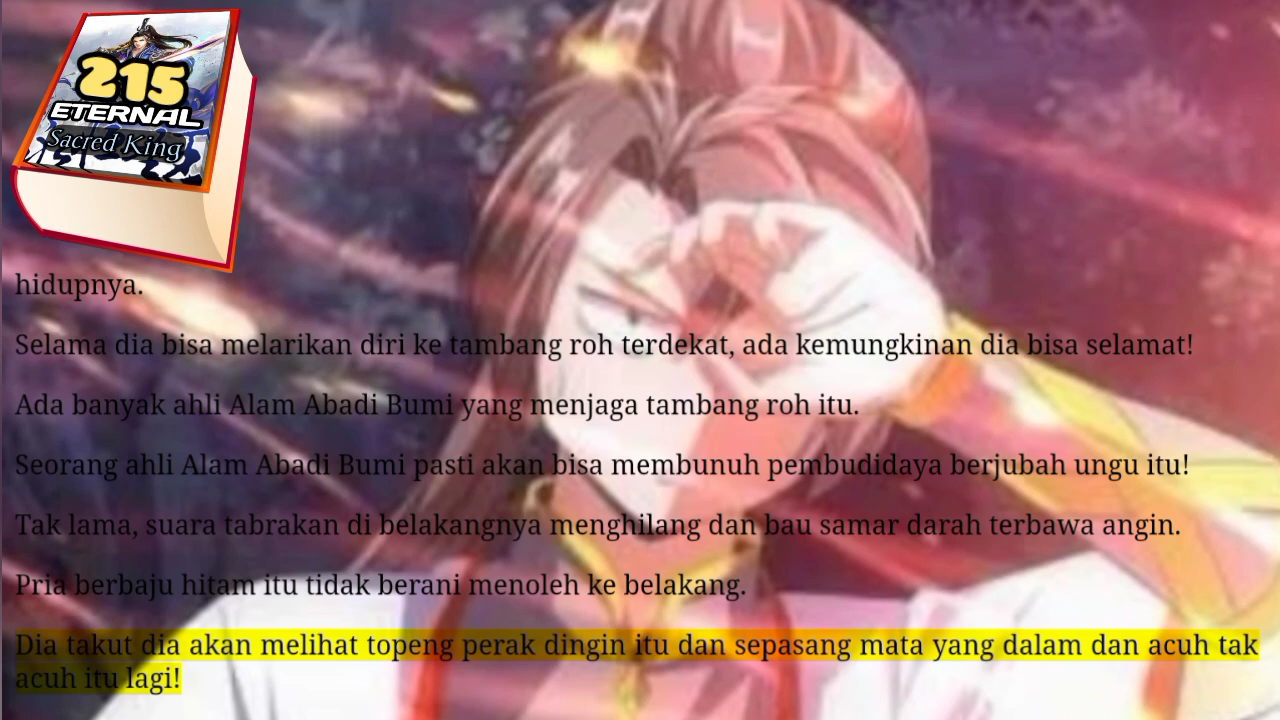 215
ETERNAL
Sacred King
hidupnya.
Selama dia bisa melarikan diri ke tambang roh terdekat, ada kemungkinan dia bisa selamat!
Ada banyak ahli Alam Abadi Bumi yang menjaga tambang roh itu.
Seorang ahli Alam Abadi Bumi pasti akan bisa membunuh pembudidaya berjubah ungu itu!
Tak lama, suara tabrakan di belakangnya menghilang dan bau samar darah terbawa angin.
Pria berbaju hitam itu tidak berani menoleh ke belakang.
Dia takut dia akan melihat topeng perak dingin itu dan sepasang mata yang dalam dan acuh tak
acuh itu lagi!